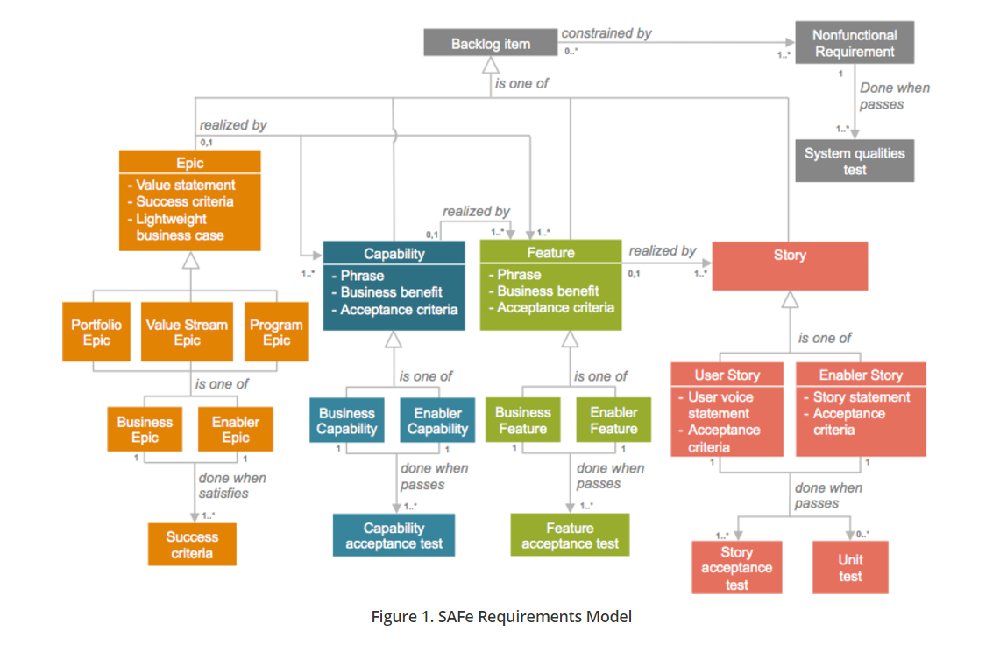 Backlog item
constrained by
0..*
1..*
Nonfunctional
Requirement
is one of
1
Done when
passes
1..*
System qualities
test
realized by
0,1
Epic
- Value statement
- Success criteria
- Lightweight
business case
realized by
0,1
1..*
1..*
1..*
Capability
- Phrase
- Business benefit
- Acceptance criteria
Feature
- Phrase
- Business benefit
- Acceptance criteria
realized by
0,1
1..*
Story
Portfolio
Epic
Value Stream
Epic
Program
Epic
is one of
Business
Epic
Enabler
Epic
1
1
done when
satisfies
1..*
Success
criteria
is one of
Business
Capability
Enabler
Capability
1
1
done when
passes
1..*
Capability
acceptance test
is one of
Business
Feature
Enabler
Feature
1
1
done when
passes
1..*
Feature
acceptance test
is one of
User Story
- User voice
statement
- Acceptance
criteria
Enabler Story
- Story statement
- Acceptance
criteria
1
1
done when
passes
1..*
0..*
Story
acceptance
test
Unit
test
Figure 1. SAFe Requirements Model